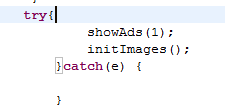 try{
showAds(1);
initImages();
}catch(e) {
}